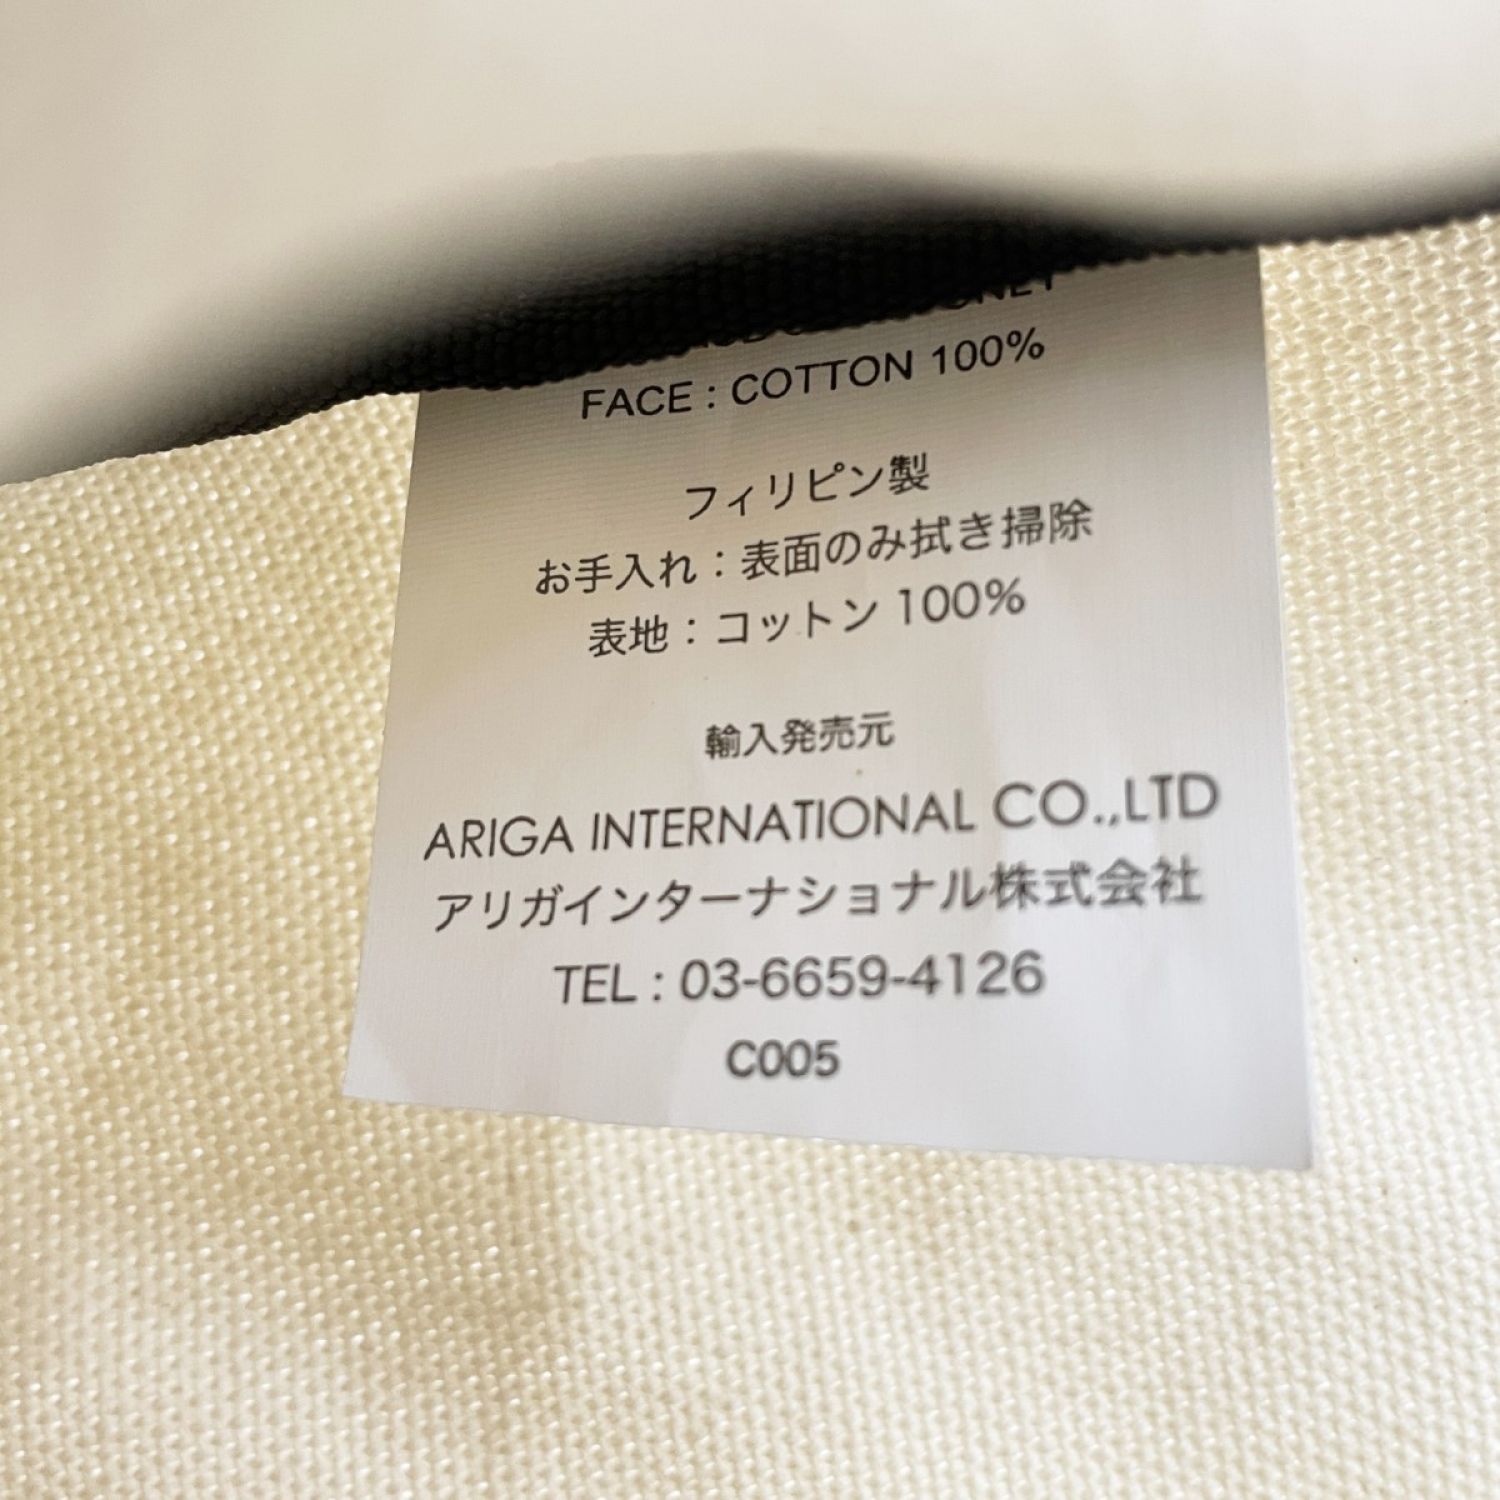 FACE : COTTON 100%
フィリピン製
お手入れ：表面のみ拭き掃除
表地：コットン 100%
輸入発売元
ARIGA INTERNATIONAL CO.,LTD
アリガインターナショナル株式会社
TEL : 03-6659-4126
C005